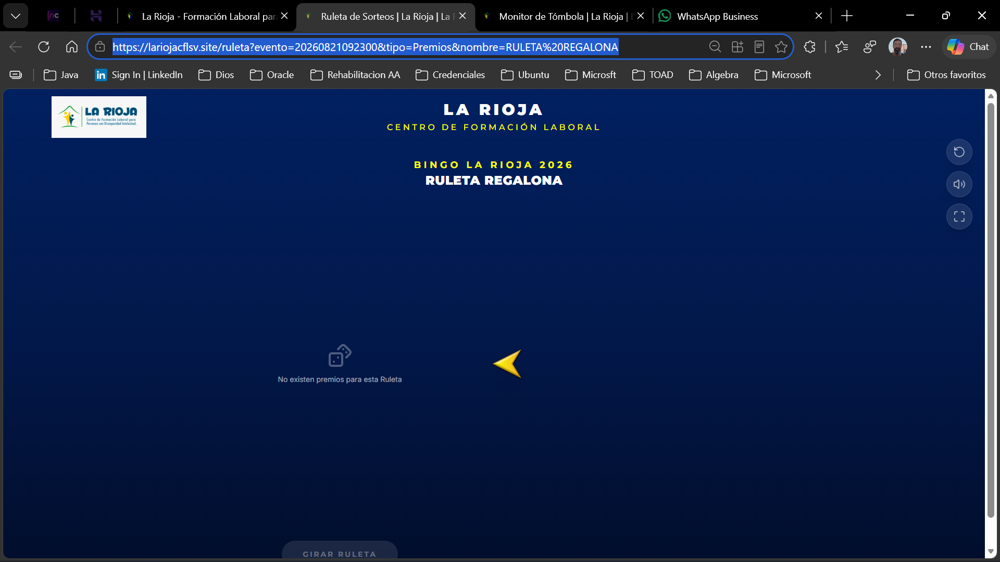 La Rioja - Formación Laboral par
Ruleta de Sorteos | La Rioja | La
Monitor de Tómbola | La Rioja |
WhatsApp Business
https://lariojacflsv.site/ruleta?evento=20260821092300&tipo=Premios&nombre=RULETA%20REGALONA
Chat
Java
Sign In | LinkedIn
Dios
Oracle
Rehabilitacion AA
Credenciales
Ubuntu
Microsft
TOAD
Algebra
Microsoft
Otros favoritos
LA RIOJA
Centro de Formación Laboral para
Personas con Discapacidad Intelectual.
LA RIOJA
CENTRO DE FORMACIÓN LABORAL
BINGO LA RIOJA 2026
RULETA REGALONA
No existen premios para esta Ruleta
GIRAR RULETA